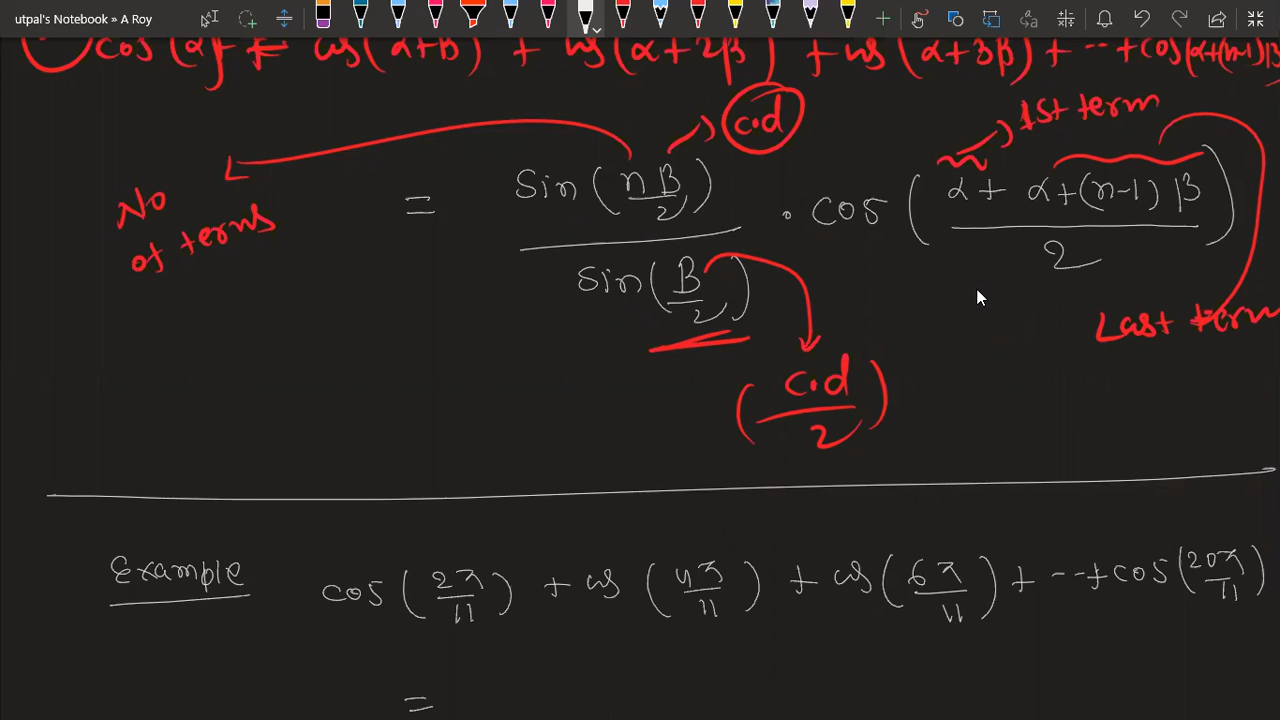 utpal's Notebook » A Roy
cos(α) + cos(α+β) + cos(α+2β) + cos(α+3β) + --+cos(α+(n-1)β
c.d
1st term
No
of terms
= Sin(nβ/2) / Sin(β/2) . cos((α + α+(n-1)β)/2)
Last term
(c.d/2)
Example cos(2π/11) + cos(4π/11) + cos(6π/11) + --+cos(20π/11)
=